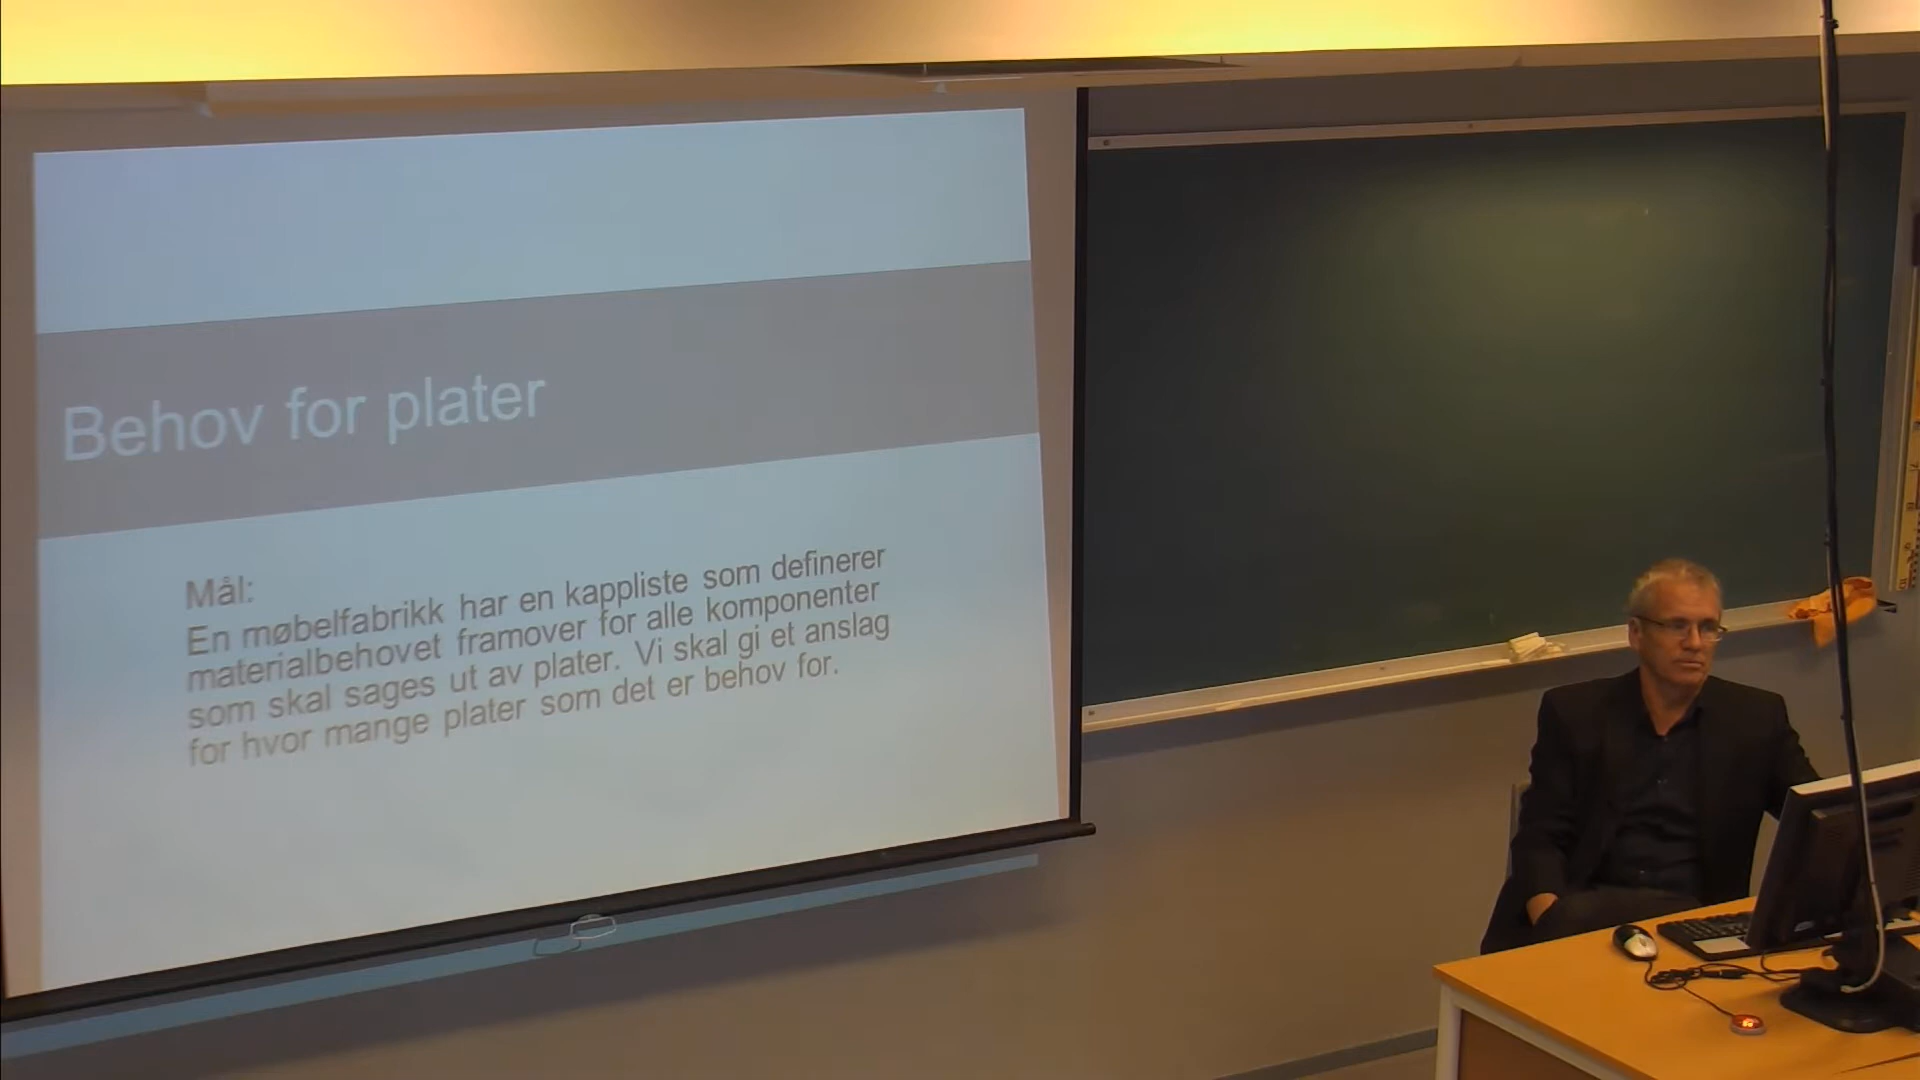 Behov for plater
Mål:
En møbelfabrikk har en kappliste som definerer
materialbehovet framover for alle komponenter
som skal sages ut av plater. Vi skal gi et anslag
for hvor mange plater som det er behov for.